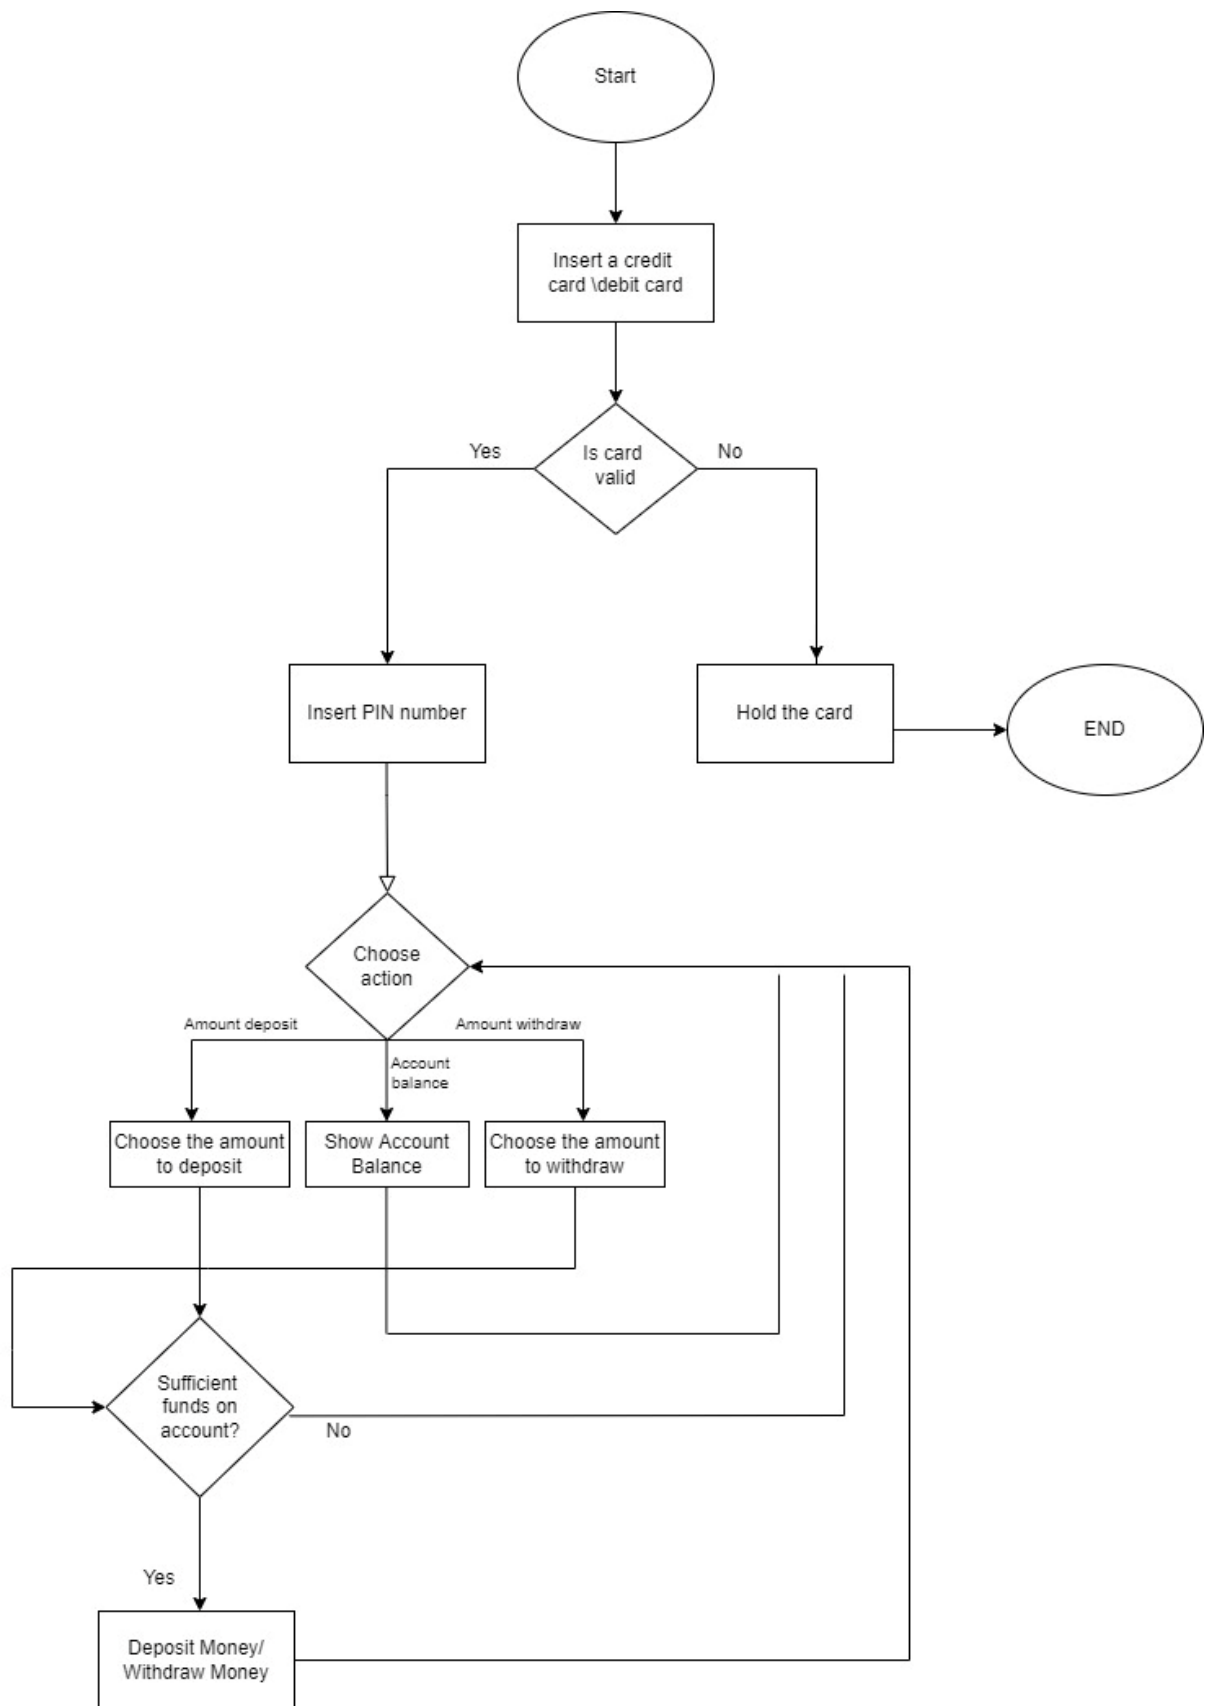 Start
Insert a credit
card \debit card
Yes
Is card
valid
No
Insert PIN number
Hold the card
END
Choose
action
Amount deposit
Amount withdraw
Account
balance
Choose the amount
to deposit
Show Account
Balance
Choose the amount
to withdraw
Sufficient
funds on
account?
No
Yes
Deposit Money/
Withdraw Money